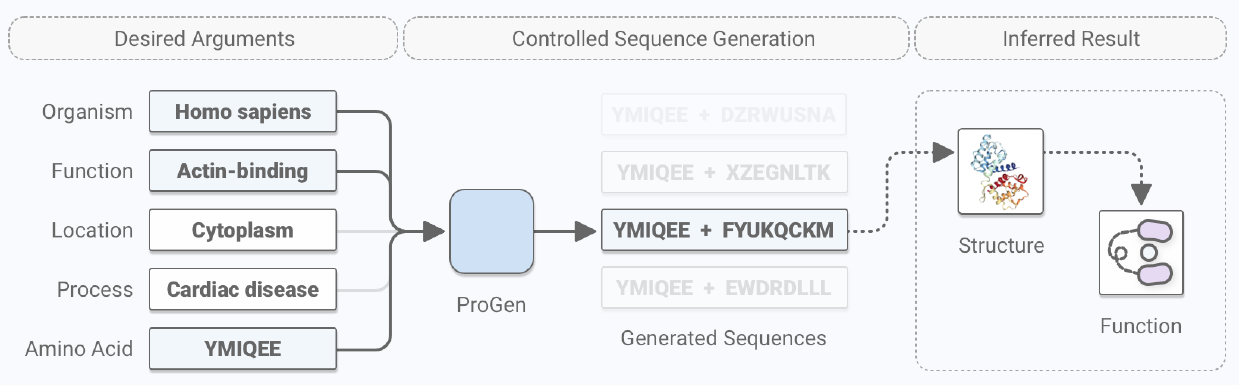 Desired Arguments
Controlled Sequence Generation
Inferred Result
Organism
Homo sapiens
Function
Actin-binding
Location
Cytoplasm
Process
Cardiac disease
Amino Acid
YMIQEE
ProGen
YMIQEE + DZRWUSNA
YMIQEE + XZEGNLTK
YMIQEE + FYUKQCKM
YMIQEE + EWDRDLLL
Generated Sequences
Structure
Function